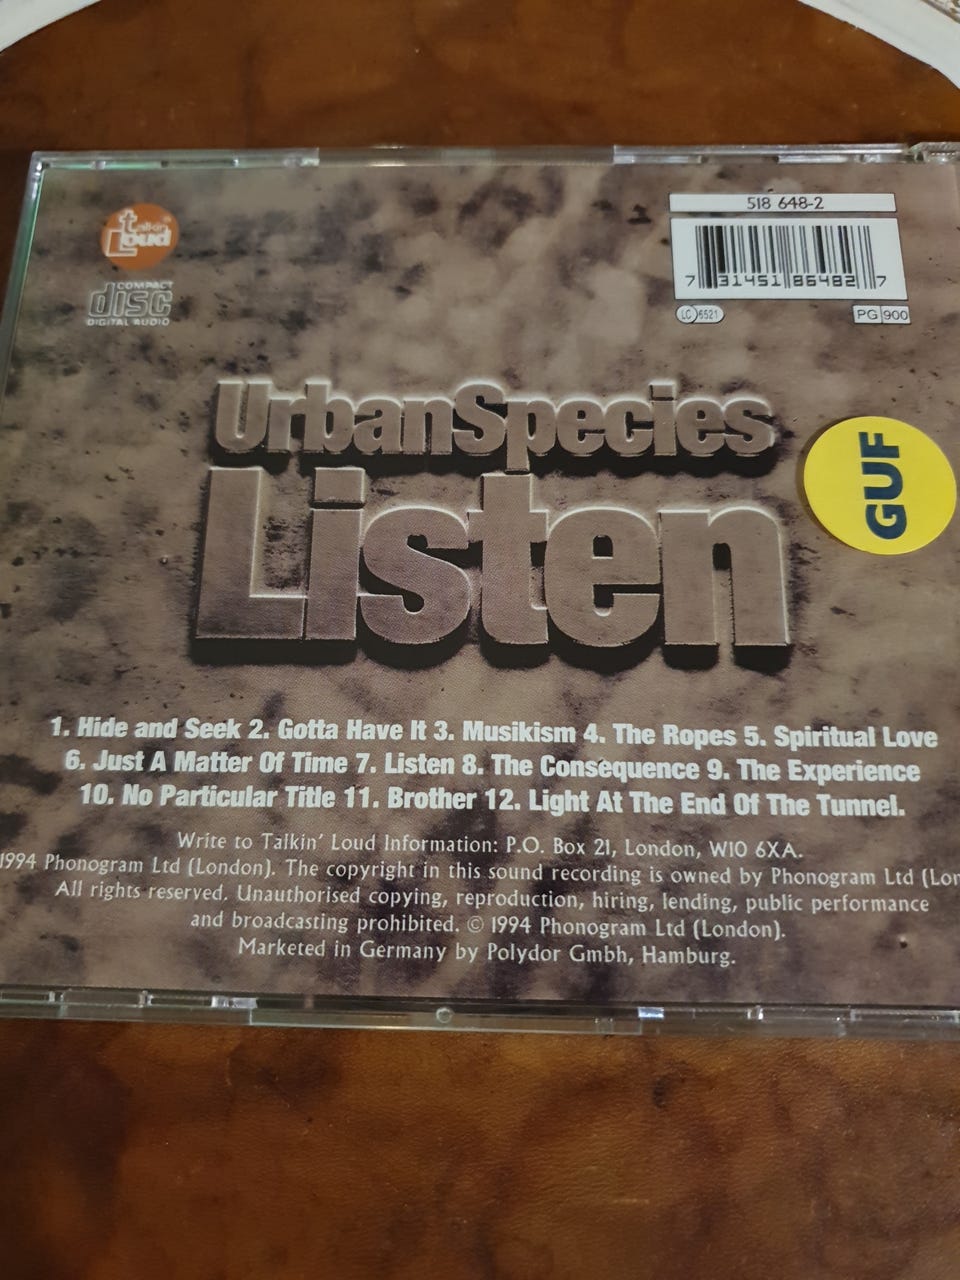 talkin' Loud
COMPACT
disc
DIGITAL AUDIO
518 648-2
7 31451 86482 7
LC 6521
PG 900
UrbanSpecies
Listen
GUF
1. Hide and Seek 2. Gotta Have It 3. Musikism 4. The Ropes 5. Spiritual Love
6. Just A Matter Of Time 7. Listen 8. The Consequence 9. The Experience
10. No Particular Title 11. Brother 12. Light At The End Of The Tunnel.
Write to Talkin' Loud Information: P.O. Box 21, London, W10 6XA.
1994 Phonogram Ltd (London). The copyright in this sound recording is owned by Phonogram Ltd (Lon
All rights reserved. Unauthorised copying, reproduction, hiring, lending, public performance
and broadcasting prohibited. © 1994 Phonogram Ltd (London).
Marketed in Germany by Polydor Gmbh, Hamburg.